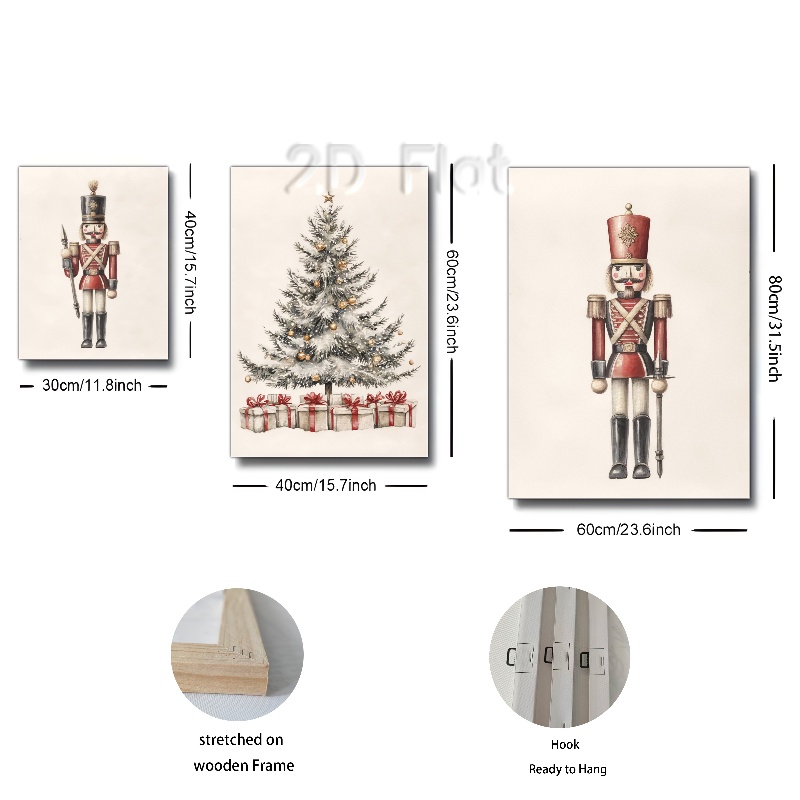 2D Flat
40cm/15.7inch
30cm/11.8inch
60cm/23.6inch
40cm/15.7inch
80cm/31.5inch
60cm/23.6inch
stretched on
wooden Frame
Hook
Ready to Hang